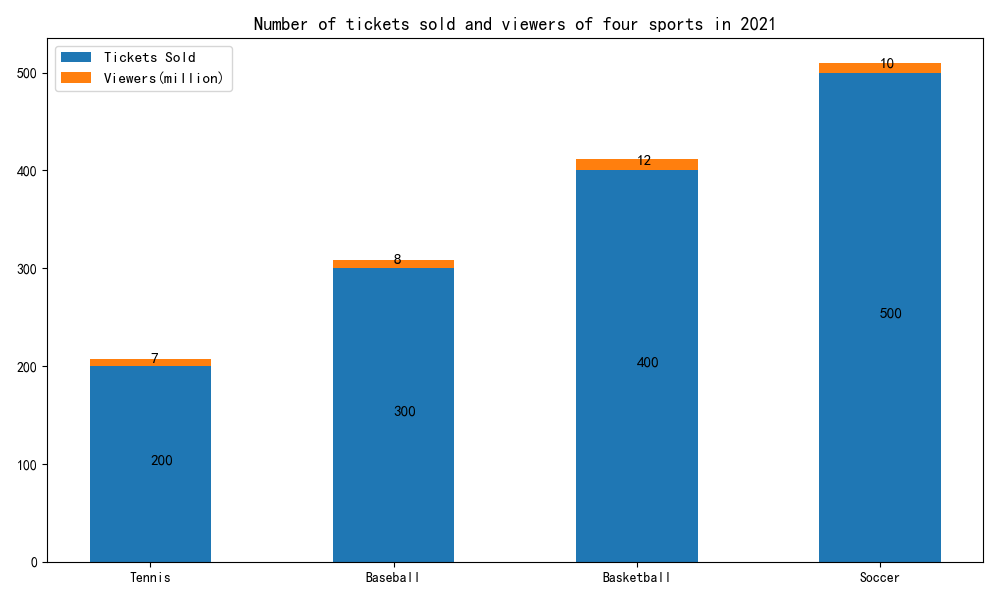 Number of tickets sold and viewers of four sports in 2021
Tickets Sold
Viewers(million)
500
400
300
200
100
0
7
200
8
300
12
400
10
500
Tennis
Baseball
Basketball
Soccer